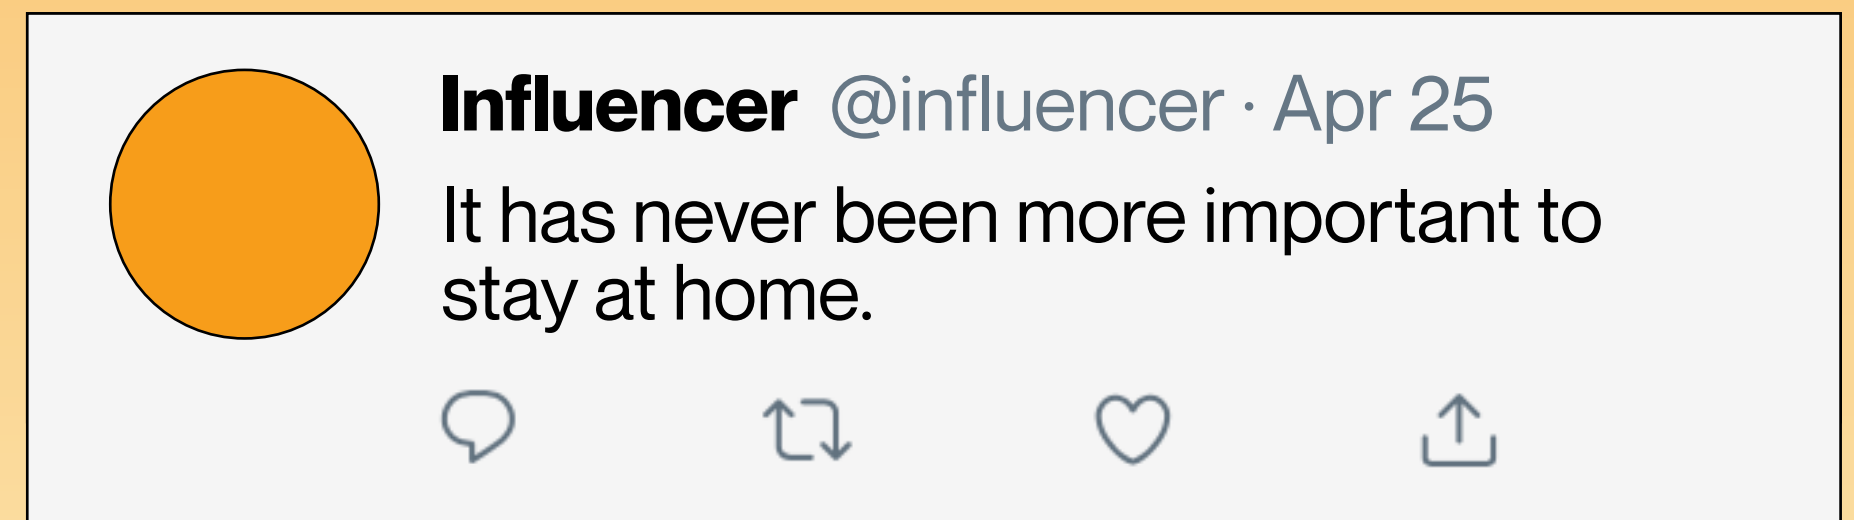 Influencer @influencer · Apr 25
It has never been more important to
stay at home.